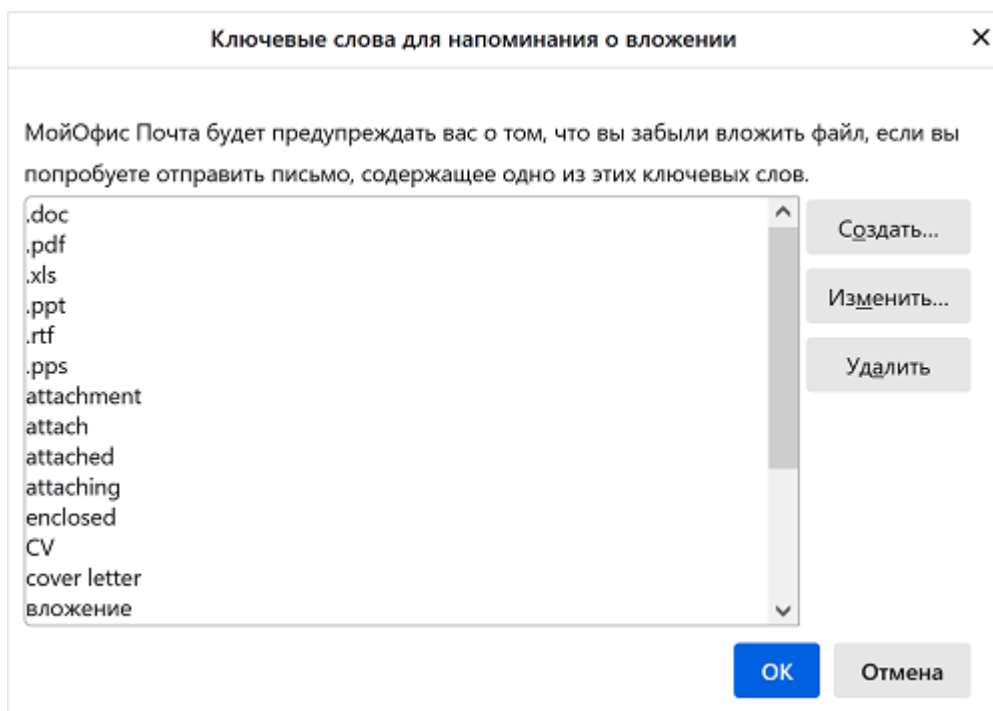 Ключевые слова для напоминания о вложении
МойОфис Почта будет предупреждать вас о том, что вы забыли вложить файл, если вы
попробуете отправить письмо, содержащее одно из этих ключевых слов.
.doc
.pdf
.xls
.ppt
.rtf
.pps
attachment
attach
attached
attaching
enclosed
CV
cover letter
вложение
Создать...
Изменить...
Удалить
ОК
Отмена